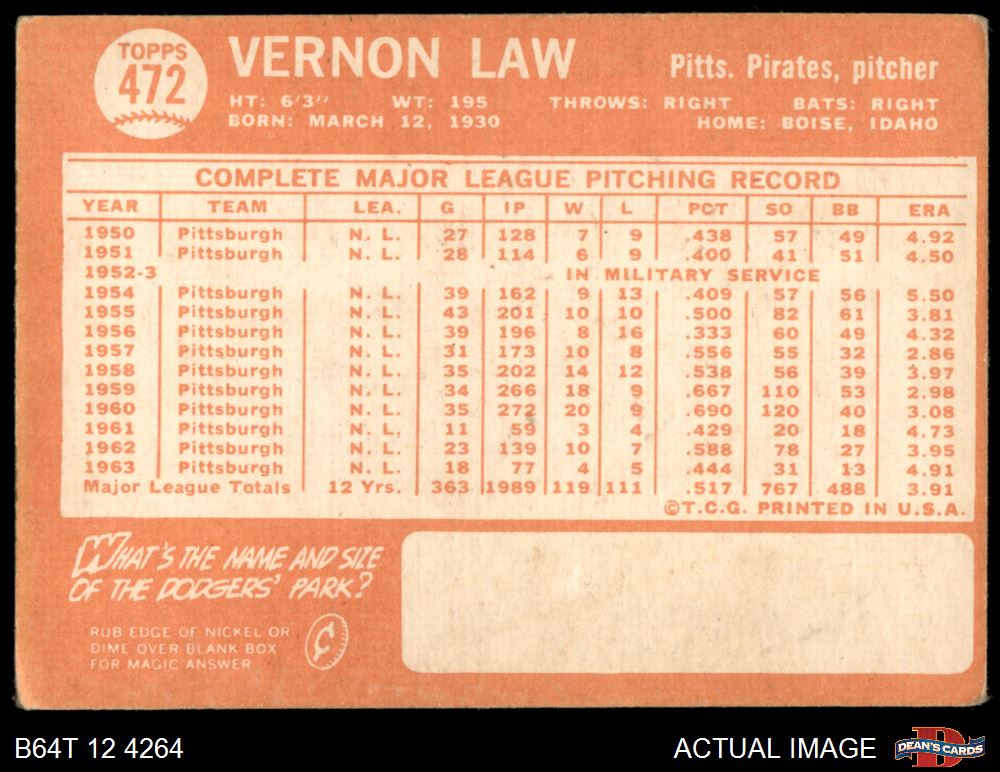 TOPPS
472
VERNON LAW
Pitts. Pirates, pitcher
HT: 6'3" WT: 195 THROWS: RIGHT BATS: RIGHT
BORN: MARCH 12, 1930 HOME: BOISE, IDAHO
COMPLETE MAJOR LEAGUE PITCHING RECORD
YEAR TEAM LEA. G IP W L PCT SO BB ERA
1950 Pittsburgh N. L. 27 128 7 9 .438 57 49 4.92
1951 Pittsburgh N. L. 28 114 6 9 .400 41 51 4.50
1952-3 IN MILITARY SERVICE
1954 Pittsburgh N. L. 39 162 9 13 .409 57 56 5.50
1955 Pittsburgh N. L. 43 201 10 10 .500 82 61 3.81
1956 Pittsburgh N. L. 39 196 8 16 .333 60 49 4.32
1957 Pittsburgh N. L. 31 173 10 8 .556 55 32 2.86
1958 Pittsburgh N. L. 35 202 14 12 .538 56 39 3.97
1959 Pittsburgh N. L. 34 266 18 9 .667 110 53 2.98
1960 Pittsburgh N. L. 35 272 20 9 .690 120 40 3.08
1961 Pittsburgh N. L. 11 59 3 4 .429 20 18 4.73
1962 Pittsburgh N. L. 23 139 10 7 .588 78 27 3.95
1963 Pittsburgh N. L. 18 77 4 5 .444 31 13 4.91
Major League Totals 12 Yrs. 363 1989 119 111 .517 767 488 3.91
©T.C.G. PRINTED IN U.S.A.
WHAT'S THE NAME AND SIZE
OF THE DODGERS' PARK?
RUB EDGE OF NICKEL OR
DIME OVER BLANK BOX
FOR MAGIC ANSWER
¢
B64T 12 4264
ACTUAL IMAGE
D
DEAN'S CARDS